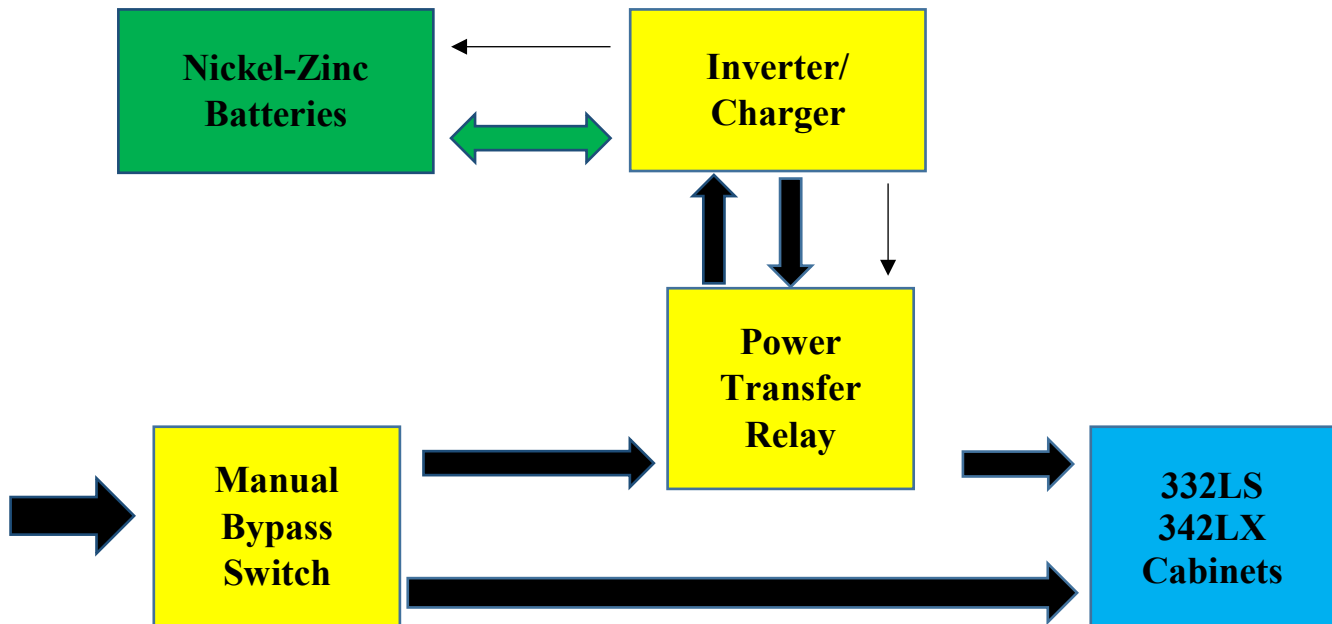 Nickel-Zinc
Batteries
Inverter/
Charger
Power
Transfer
Relay
Manual
Bypass
Switch
332LS
342LX
Cabinets